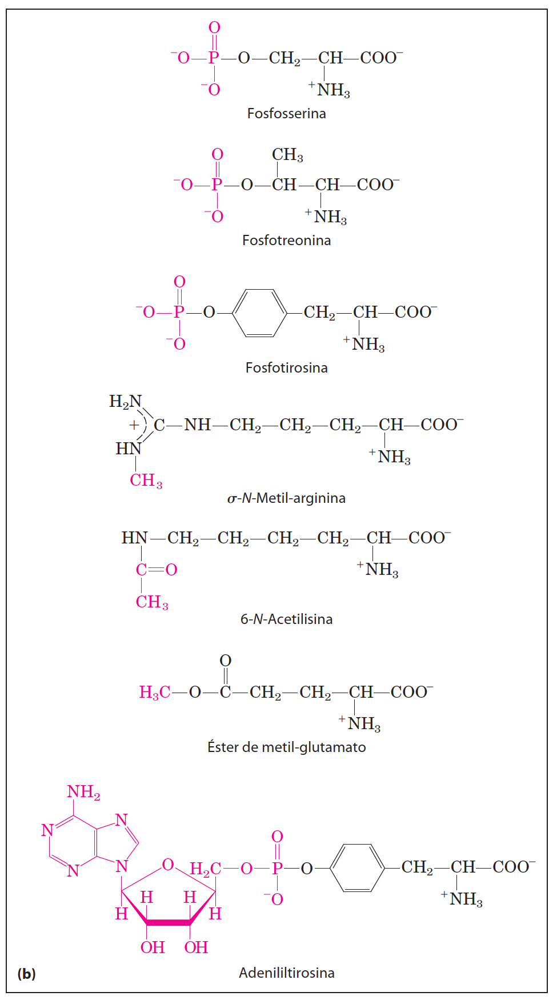 O
⁻O—P—O—CH₂—CH—COO⁻
⁻O ⁺NH₃
Fosfosserina
O CH₃
⁻O—P—O—CH—CH—COO⁻
⁻O ⁺NH₃
Fosfotreonina
O
⁻O—P—O CH₂—CH—COO⁻
⁻O ⁺NH₃
Fosfotirosina
H₂N
+ C—NH—CH₂—CH₂—CH₂—CH—COO⁻
HN ⁺NH₃
CH₃
σ-N-Metil-arginina
HN—CH₂—CH₂—CH₂—CH₂—CH—COO⁻
C=O ⁺NH₃
CH₃
6-N-Acetilisina
O
H₃C—O—C—CH₂—CH₂—CH—COO⁻
⁺NH₃
Éster de metil-glutamato
NH₂
N N
O
N N O H₂C—O—P—O CH₂—CH—COO⁻
H H ⁻O ⁺NH₃
H H
OH OH
(b) Adenililtirosina